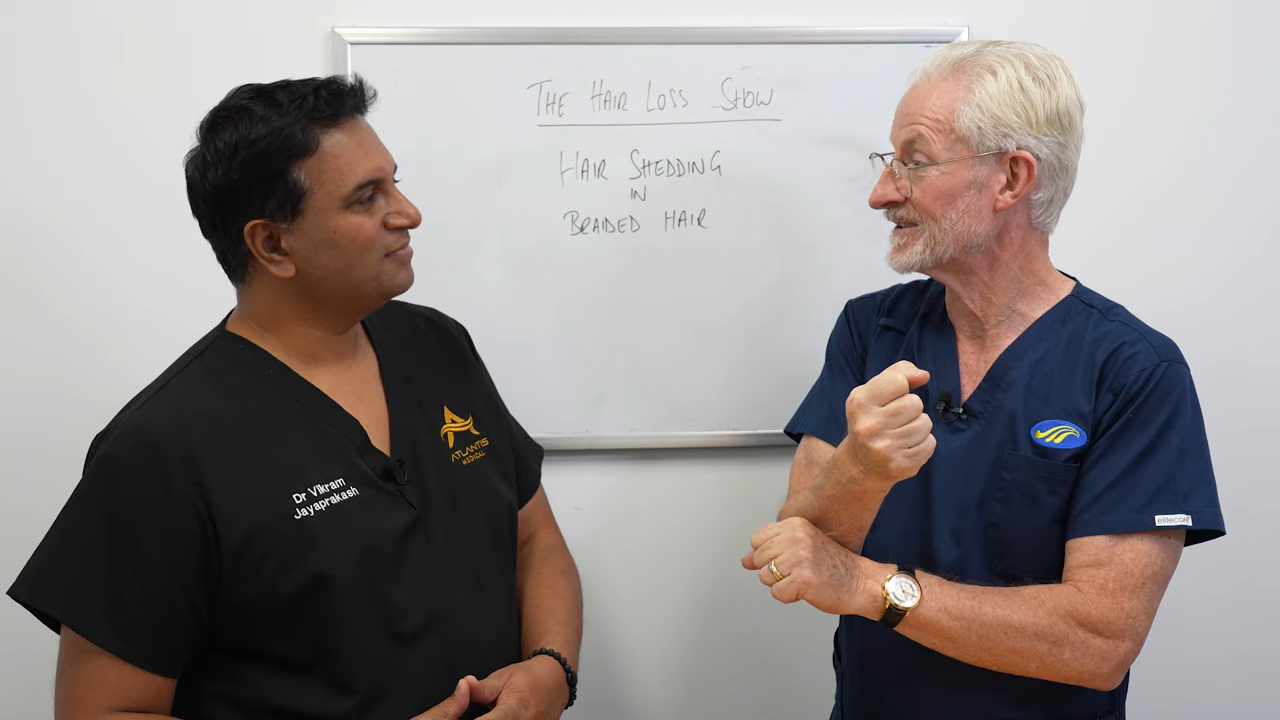 THE HAIR LOSS SHOW
HAIR SHEDDING
IN
BRAIDED HAIR
Dr Vikram
Jayaprakash
ATLANTIS
MEDICAL
elitecare